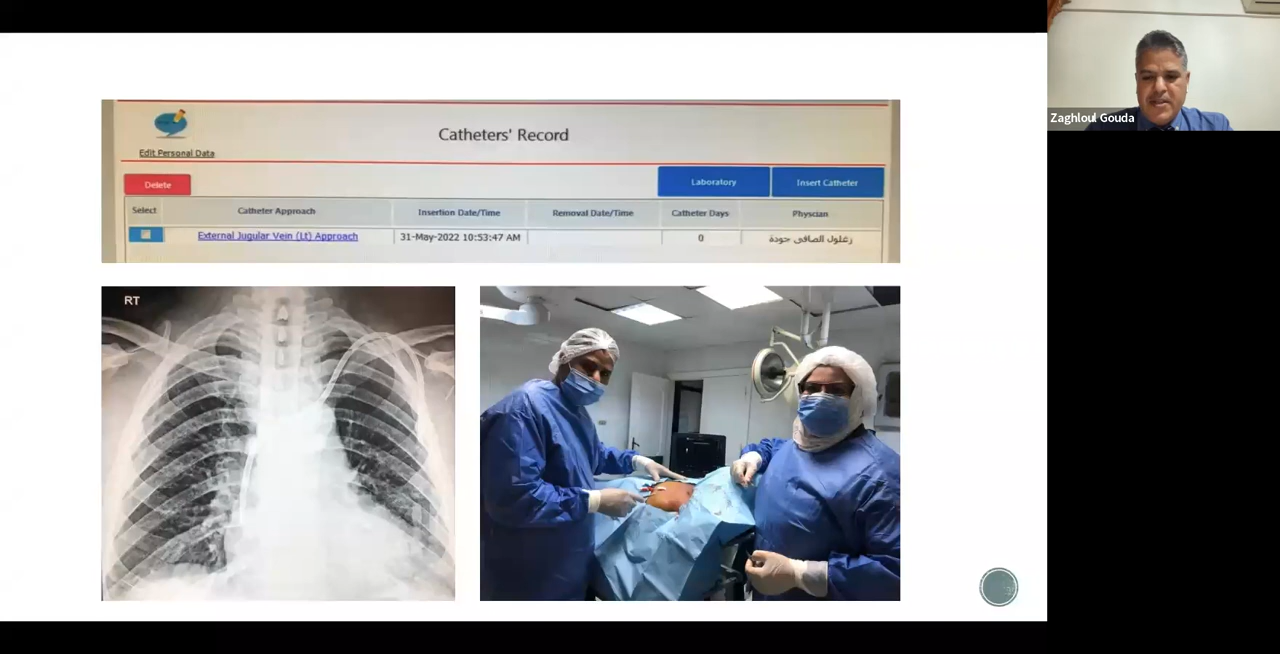 Zaghloul Gouda
Catheters' Record
Edit Personal Data
Delete
Laboratory
Insert Catheter
Select
Catheter Approach
Insertion Date/Time
Removal Date/Time
Catheter Days
Physcian
External Jugular Vein (Lt) Approach
31-May-2022 10:53:47 AM
0
زغلول الصافى جودة
RT